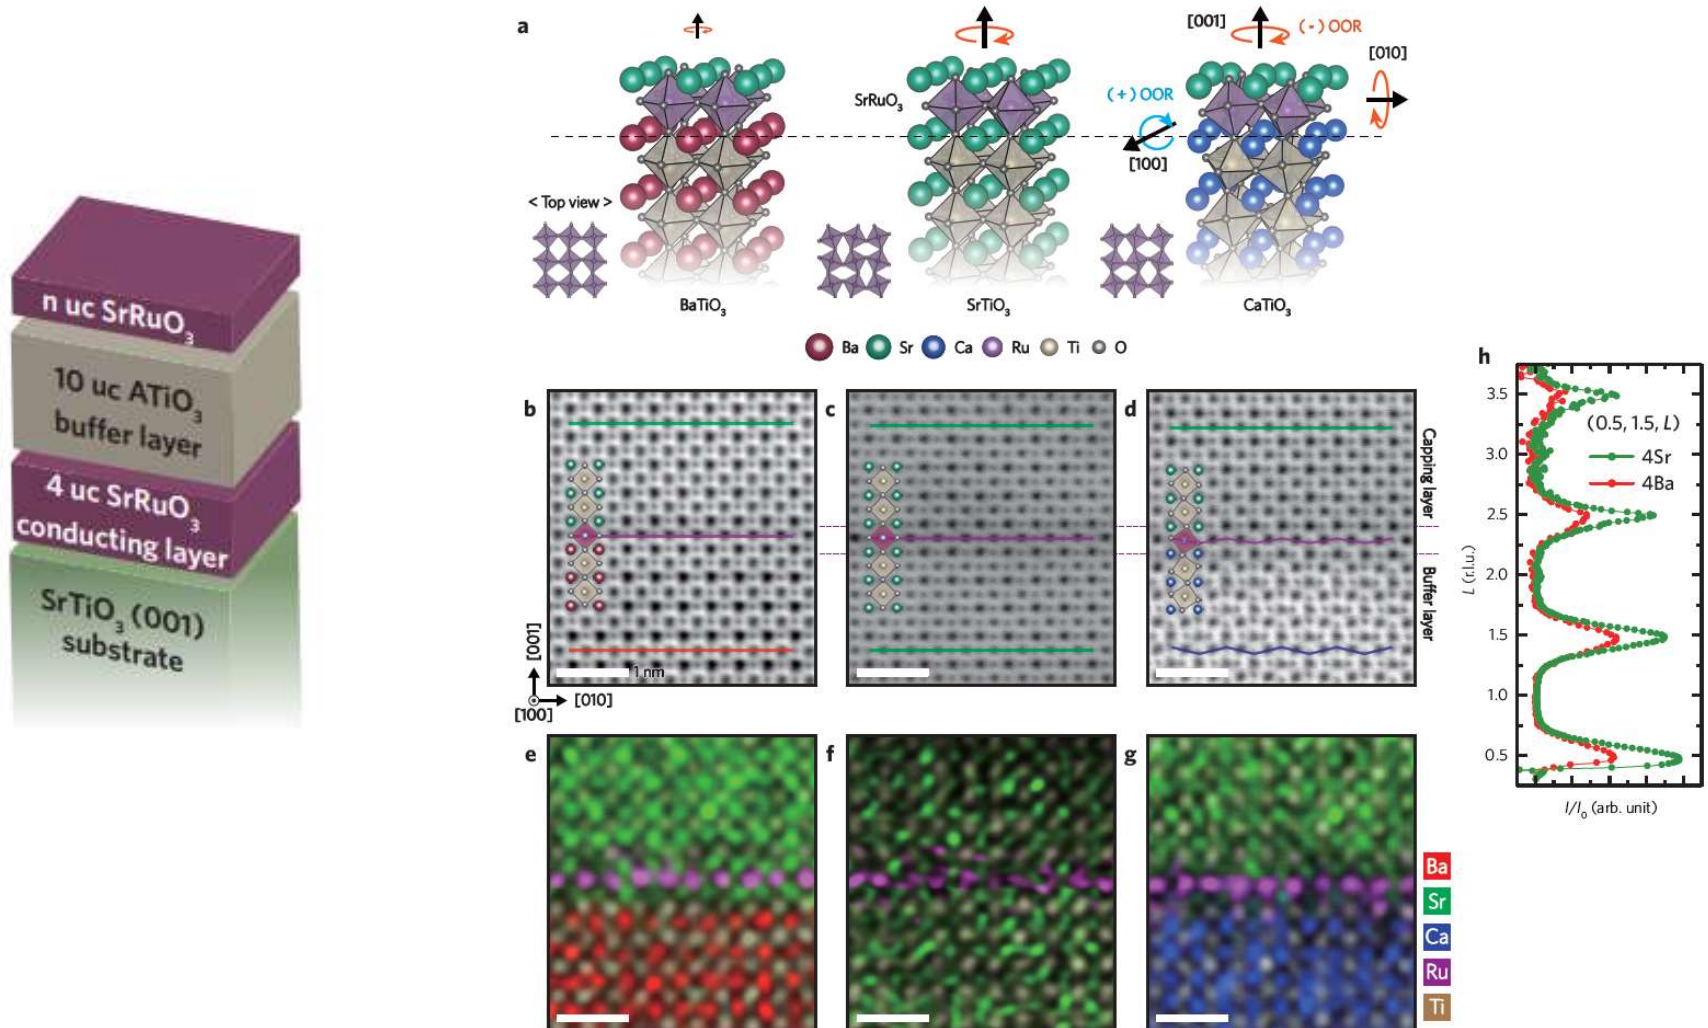 n uc SrRuO₃
10 uc ATiO₃
buffer layer
4 uc SrRuO₃
conducting layer
SrTiO₃ (001)
substrate
a
[001]
(-) OOR
[010]
SrRuO₃
(+) OOR
[100]
< Top view >
BaTiO₃
SrTiO₃
CaTiO₃
Ba Sr Ca Ru Ti O
b
c
d
Capping layer
Buffer layer
1 nm
[001]
[010]
[100]
e
f
g
Ba
Sr
Ca
Ru
Ti
h
3.5
3.0
2.5
2.0
1.5
1.0
0.5
L (r.l.u.)
(0.5, 1.5, L)
4Sr
4Ba
I/I₀ (arb. unit)